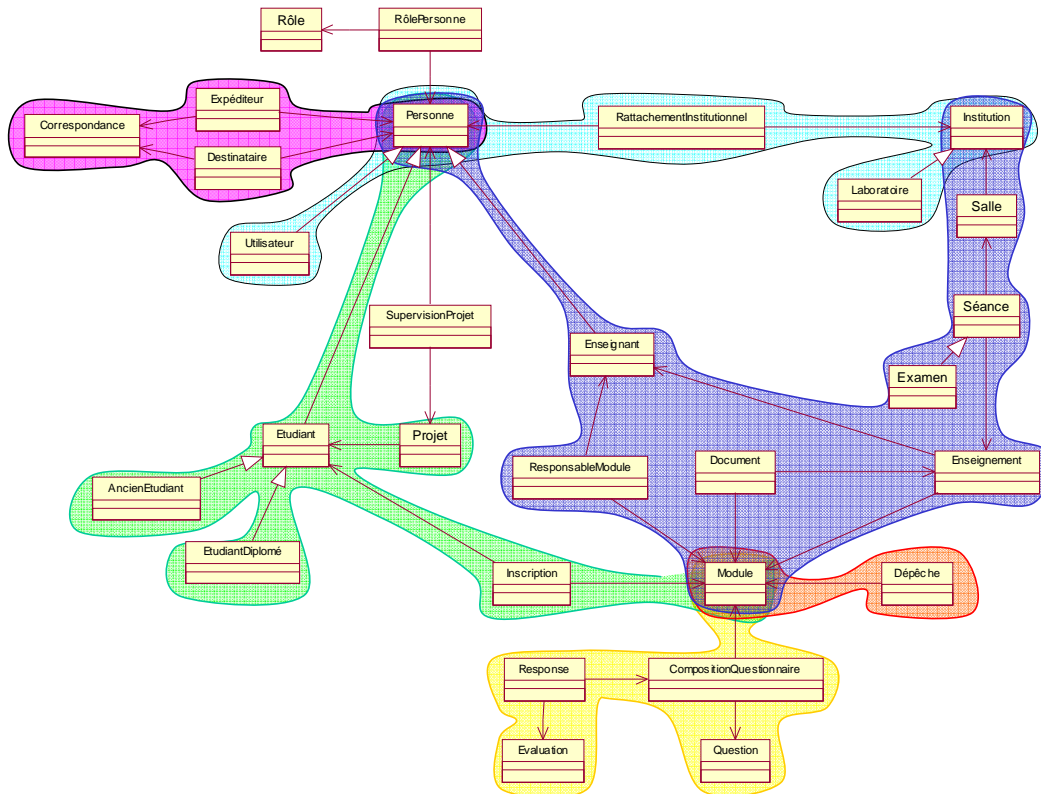 Rôle
RôlePersonne
Expéditeur
Personne
RattachementInstitutionnel
Institution
Correspondance
Destinataire
Laboratoire
Salle
Utilisateur
Séance
SupervisionProjet
Enseignant
Examen
Etudiant
Projet
ResponsableModule
Document
Enseignement
AncienEtudiant
EtudiantDiplomé
Inscription
Module
Dépêche
Response
CompositionQuestionnaire
Evaluation
Question